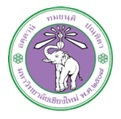 อตฺตานํ ทมยนฺติ ปณฺฑิตา
มหาวิทยาลัยเชียงใหม่ พ.ศ.๒๕๐๗